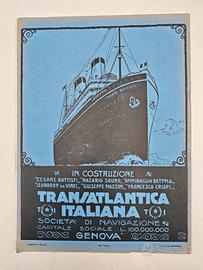 IN COSTRUZIONE
"CESARE BATTISTI", "NAZARIO SAURO", "AMMIRAGLIO BETTOLO",
"LEONARDO DA VINCI", "GIUSEPPE MAZZINI", "FRANCESCO CRISPI"...
TRANSATLANTICA
ITALIANA
SOCIETÀ DI NAVIGAZIONE
CAPITALE SOCIALE L. 100.000.000
GENOVA